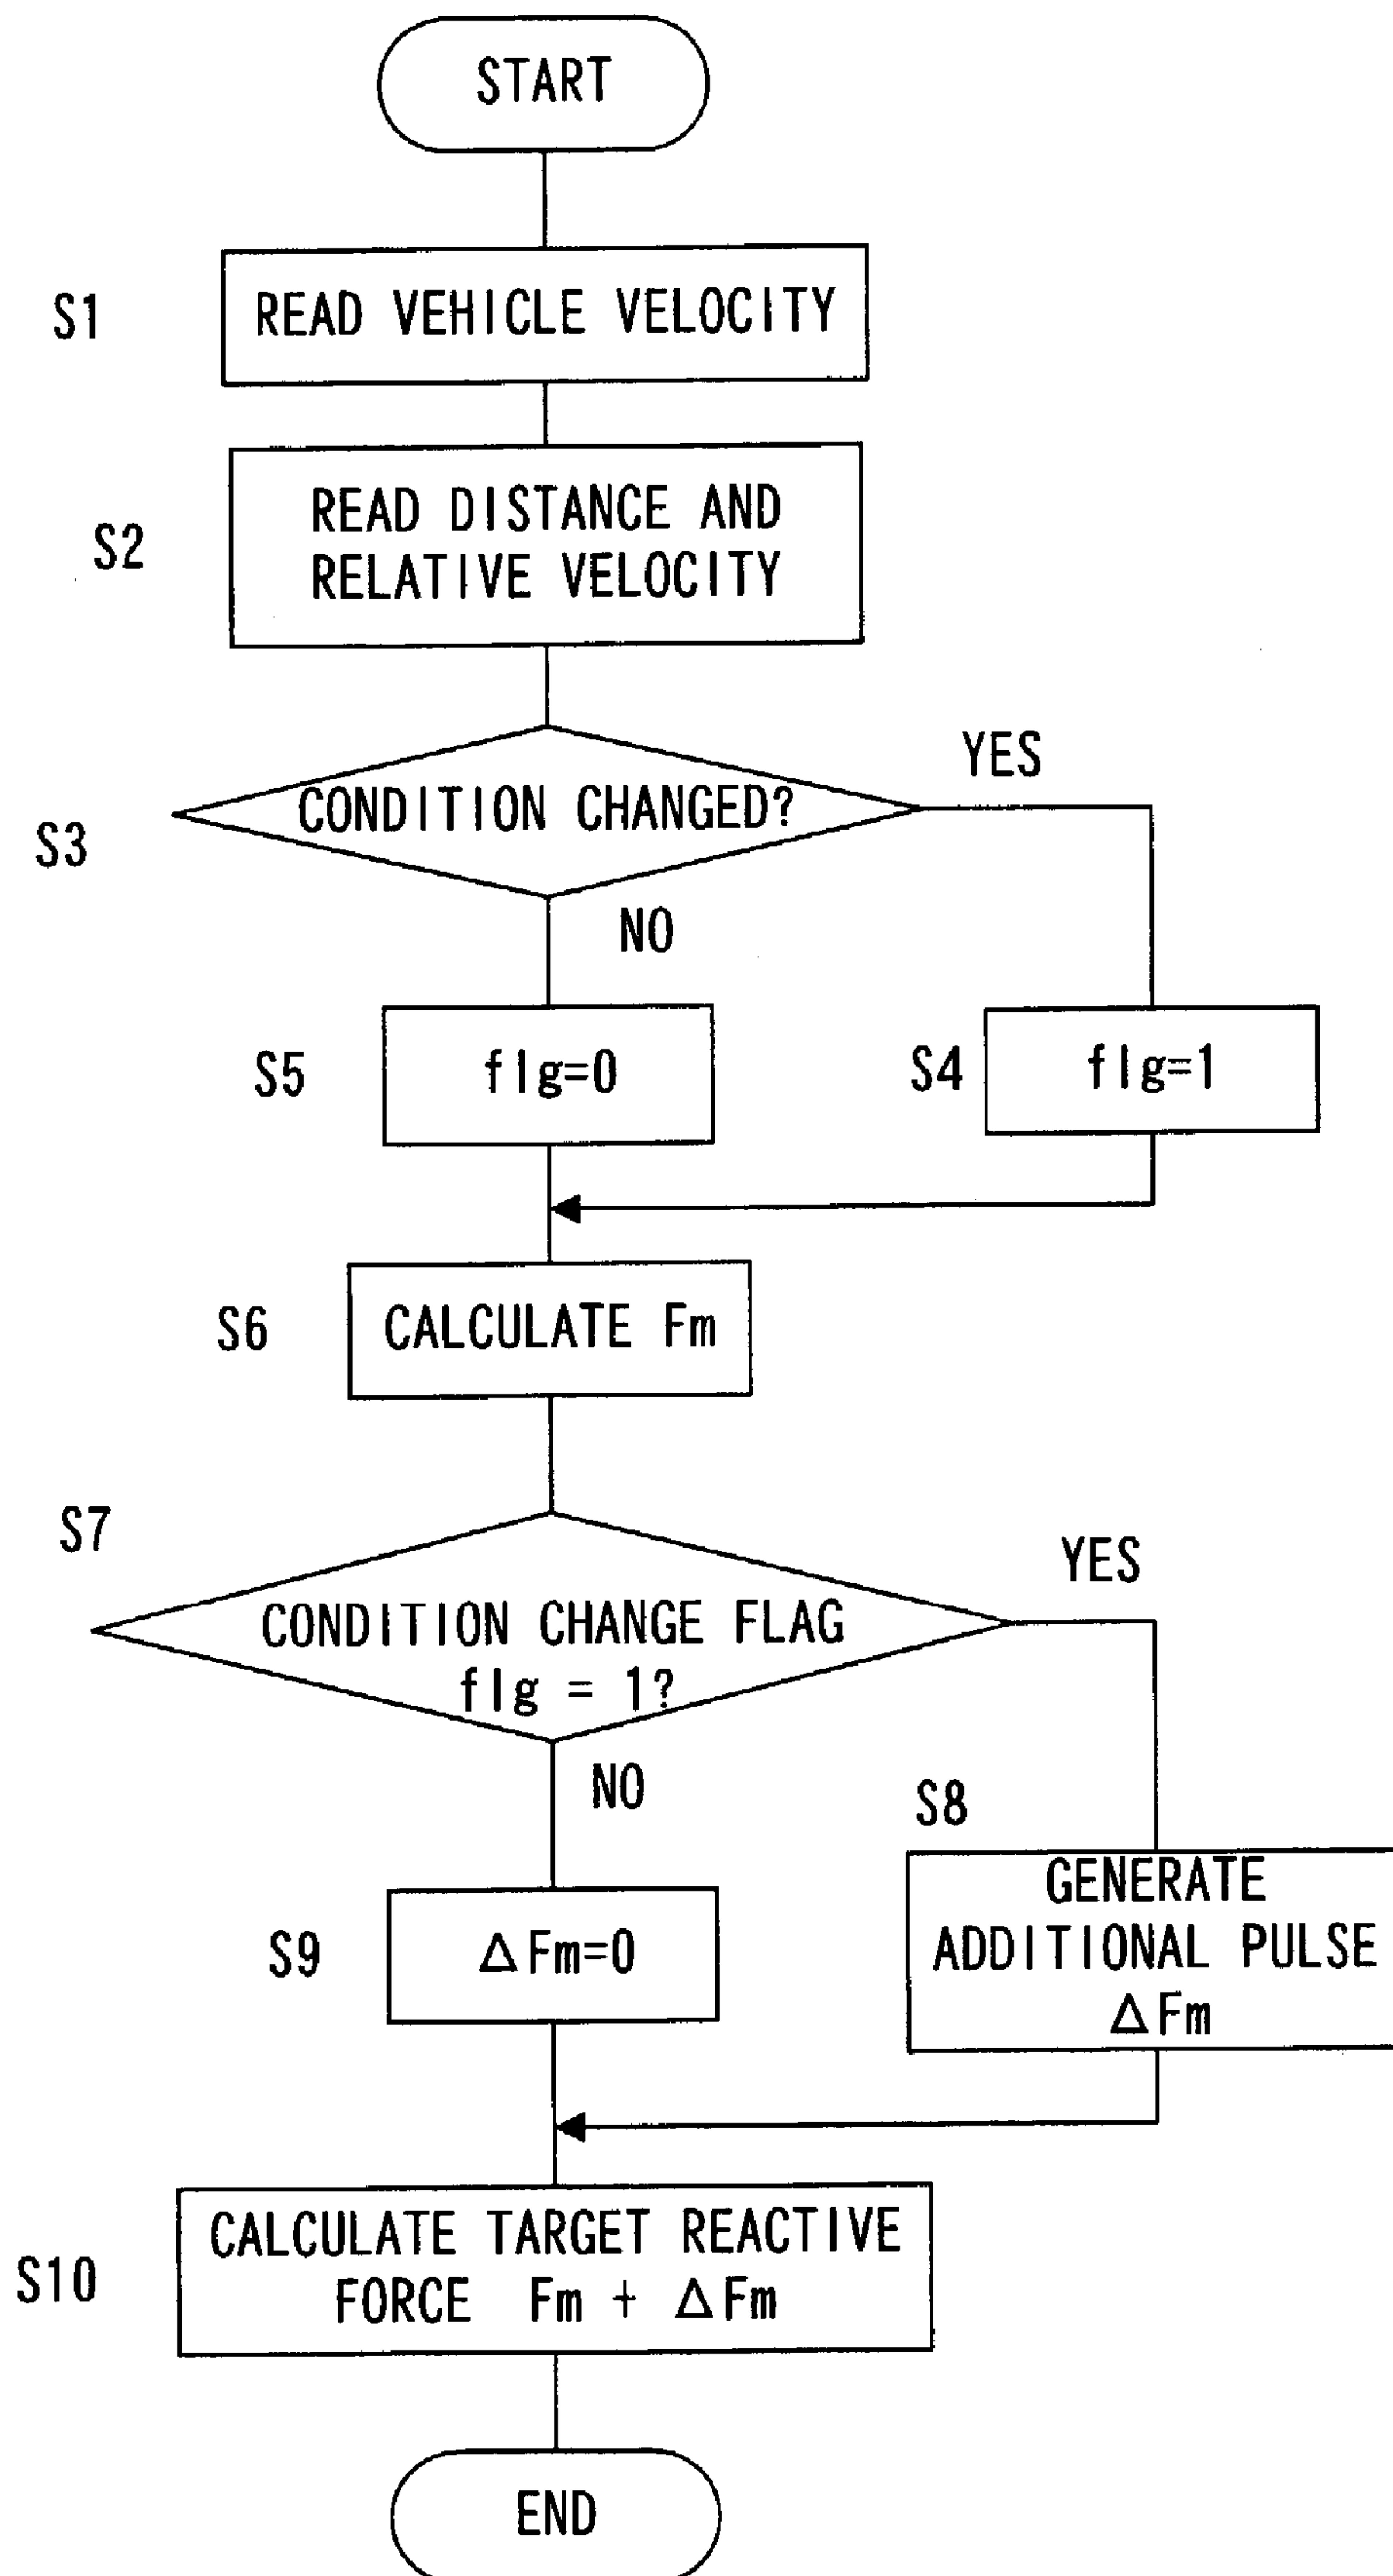 START
S1
READ VEHICLE VELOCITY
S2
READ DISTANCE AND
RELATIVE VELOCITY
S3
CONDITION CHANGED?
YES
NO
S5
flg=0
S4
flg=1
S6
CALCULATE Fm
S7
CONDITION CHANGE FLAG
flg = 1?
YES
NO
S8
GENERATE
ADDITIONAL PULSE
ΔFm
S9
ΔFm=0
S10
CALCULATE TARGET REACTIVE
FORCE Fm + ΔFm
END